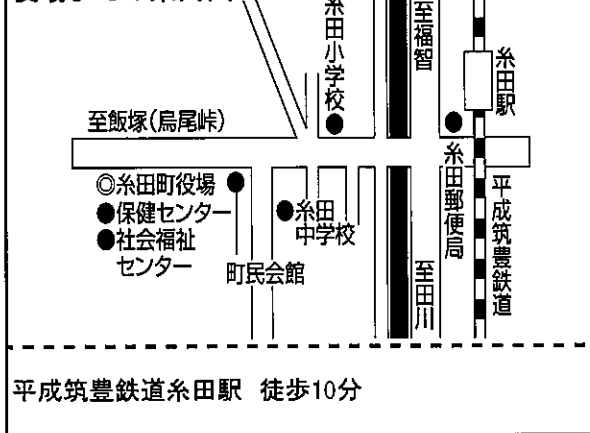 糸田小学校
至福智
糸田駅
至飯塚(烏尾峠)
◎糸田町役場
●保健センター
●社会福祉
センター
町民会館
●糸田
中学校
糸田郵便局
平成筑豊鉄道
至田川
平成筑豊鉄道糸田駅 徒歩10分